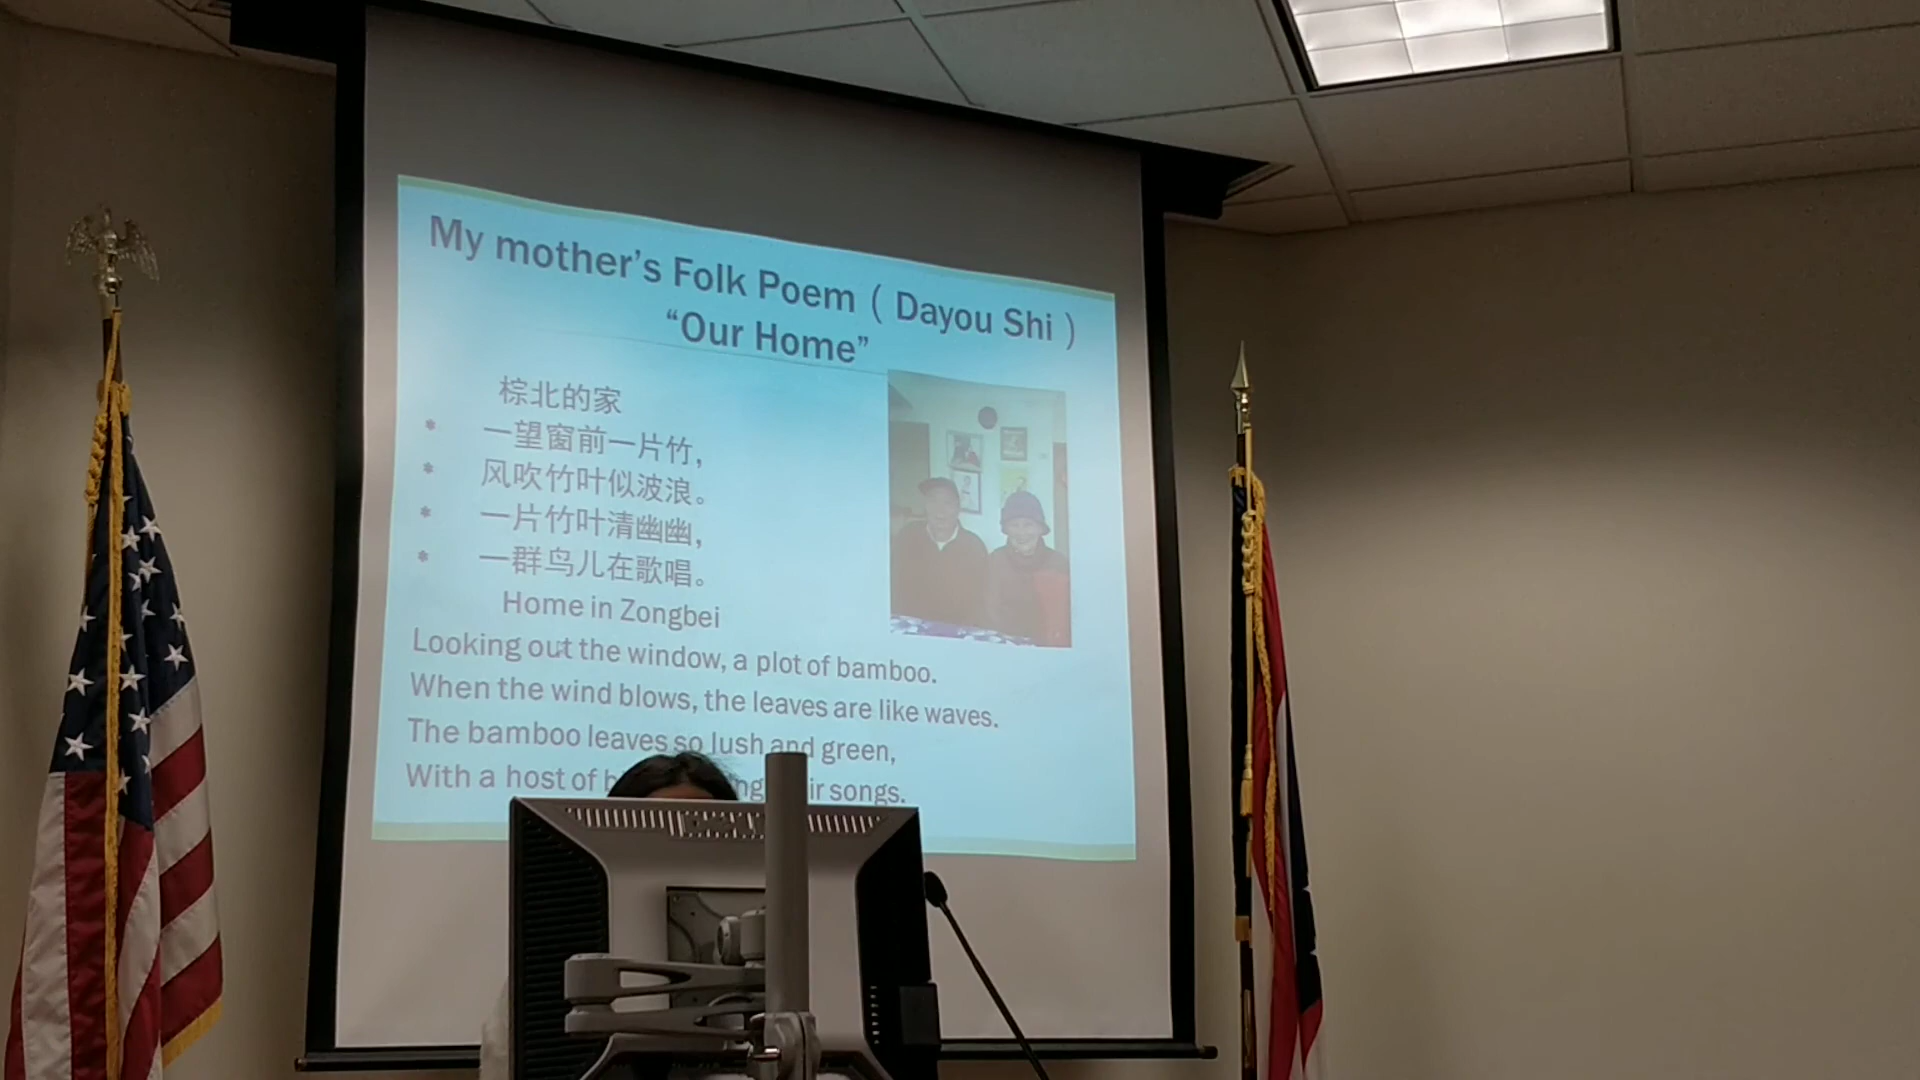 My mother's Folk Poem ( Dayou Shi )
“Our Home”
棕北的家
* 一望窗前一片竹，
* 风吹竹叶似波浪。
* 一片竹叶清幽幽，
* 一群鸟儿在歌唱。
Home in Zongbei
Looking out the window, a plot of bamboo.
When the wind blows, the leaves are like waves.
The bamboo leaves so lush and green,
With a host of songs.